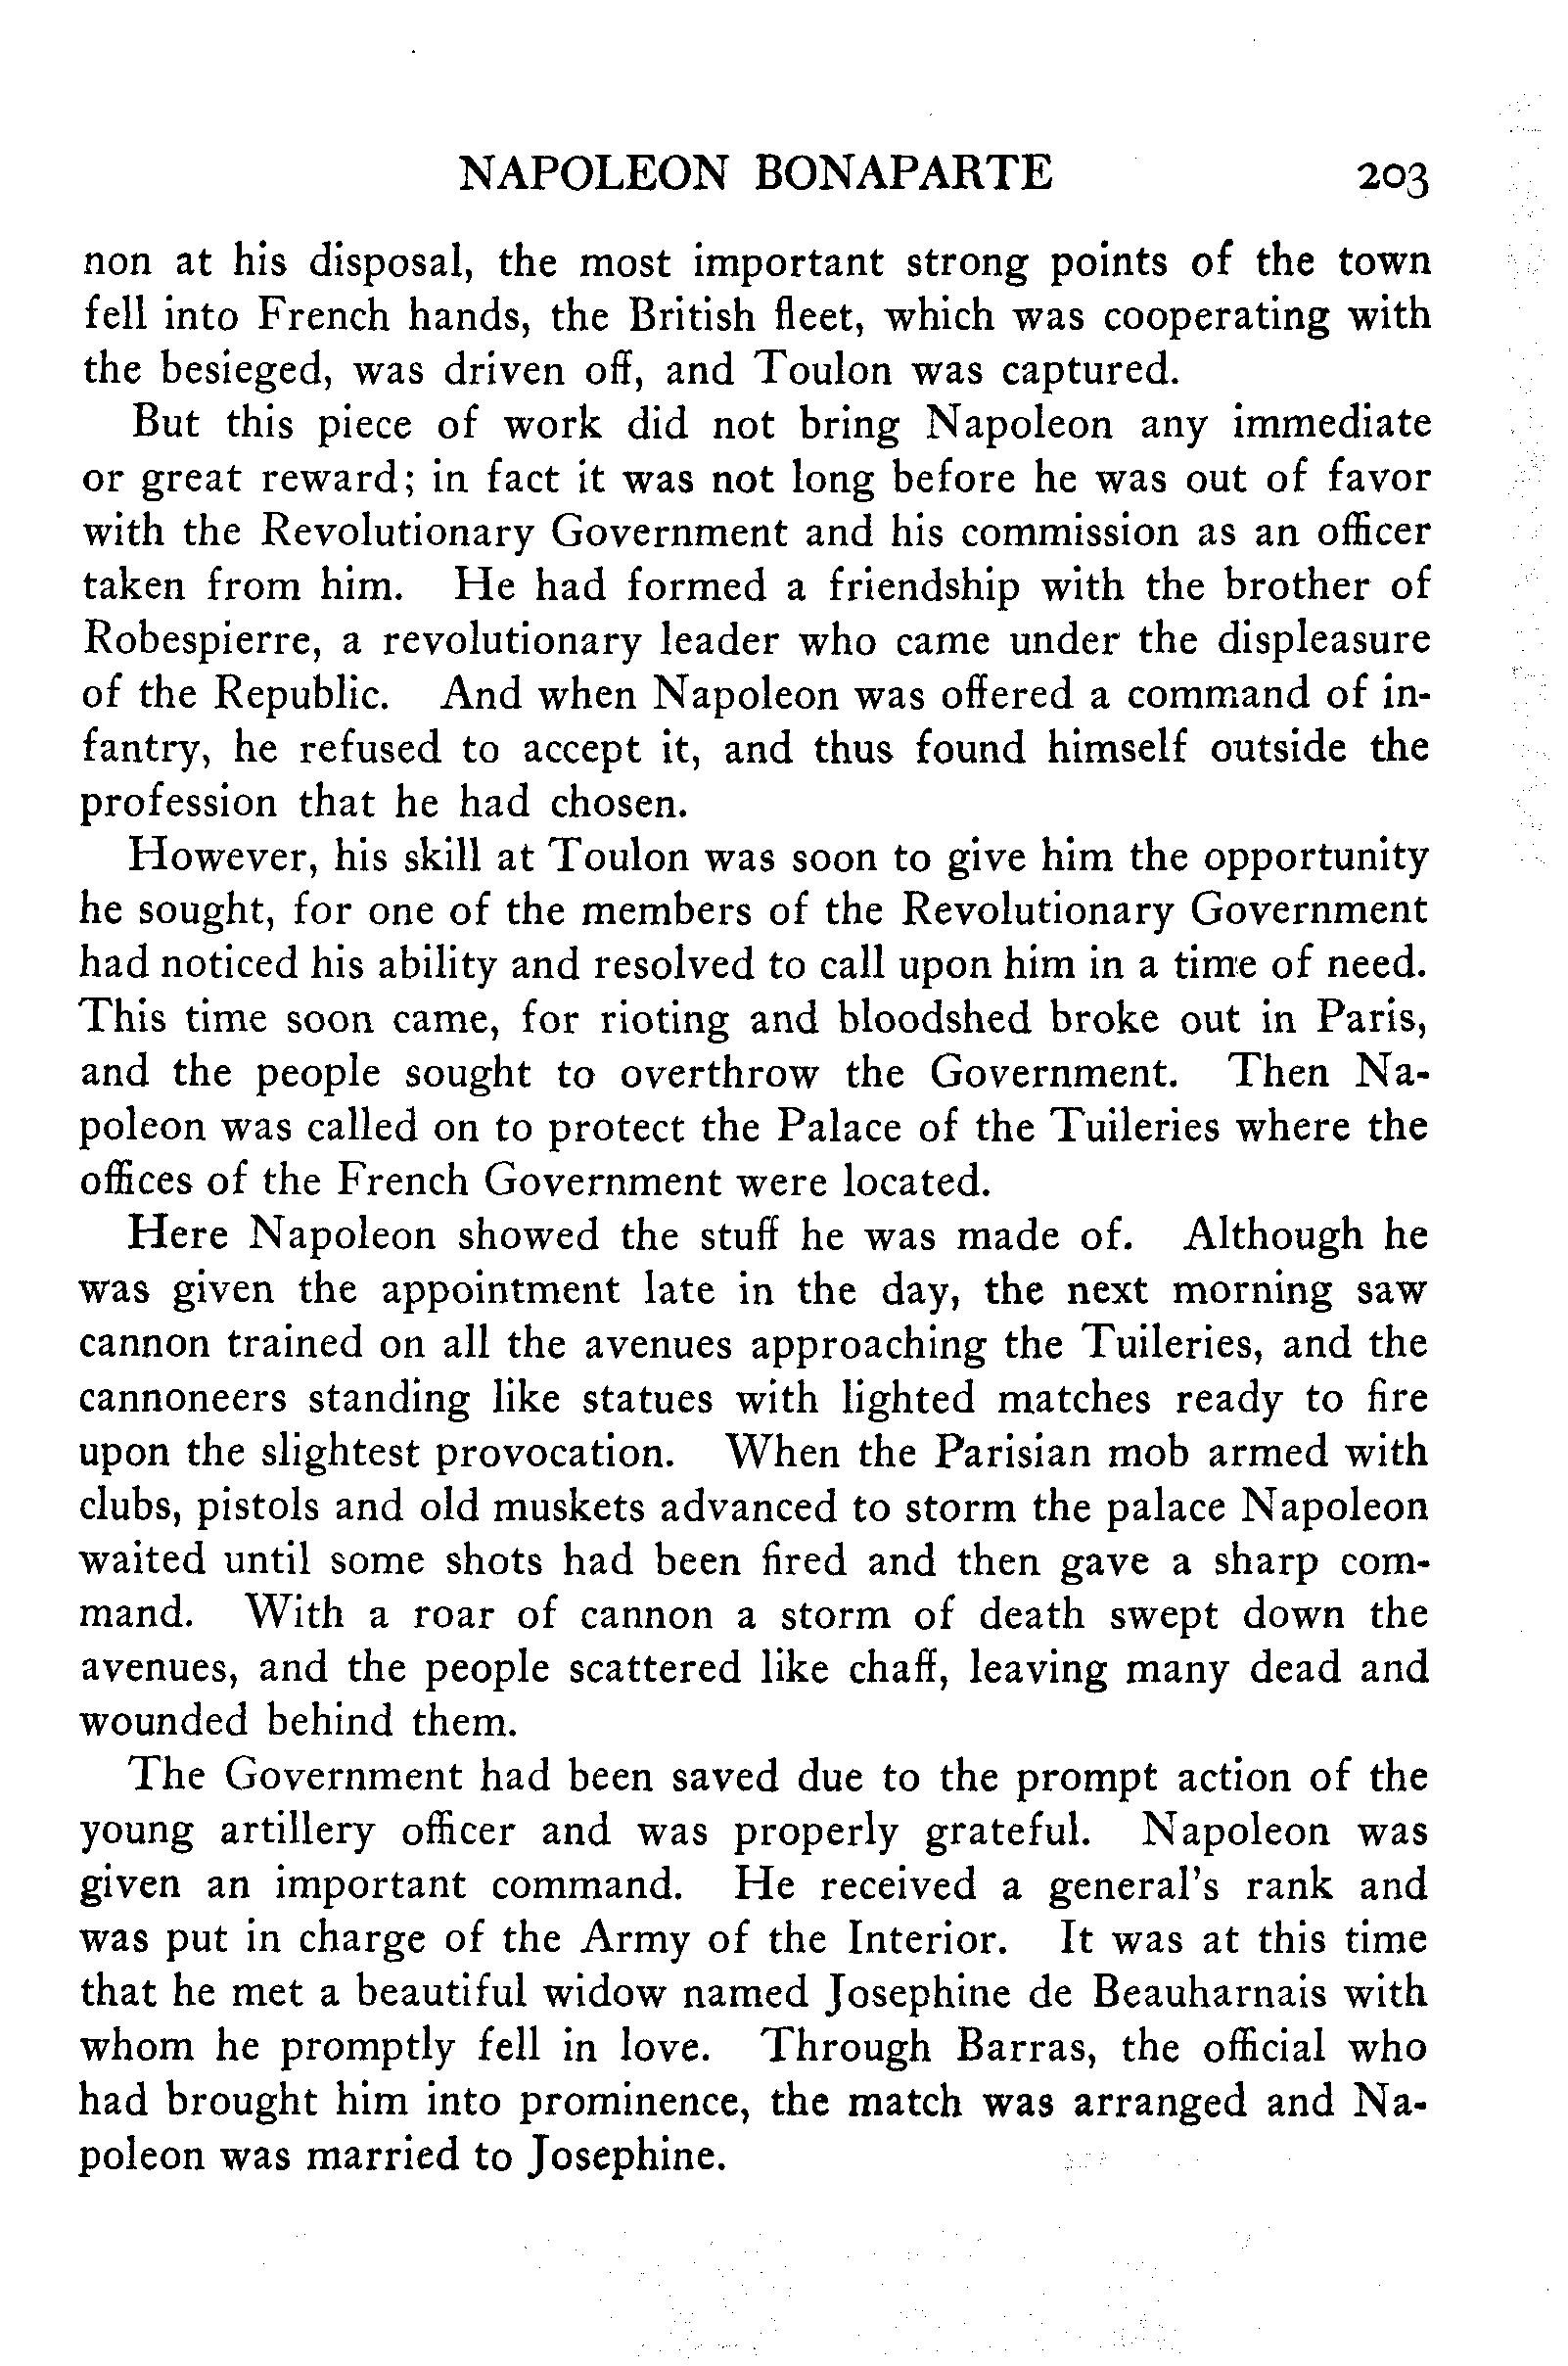 NAPOLEON BONAPARTE 203
non at his disposal, the most important strong points of the town
fell into French hands, the British fleet, which was cooperating with
the besieged, was driven off, and Toulon was captured.
But this piece of work did not bring Napoleon any immediate
or great reward; in fact it was not long before he was out of favor
with the Revolutionary Government and his commission as an officer
taken from him. He had formed a friendship with the brother of
Robespierre, a revolutionary leader who came under the displeasure
of the Republic. And when Napoleon was offered a command of in-
fantry, he refused to accept it, and thus found himself outside the
profession that he had chosen.
However, his skill at Toulon was soon to give him the opportunity
he sought, for one of the members of the Revolutionary Government
had noticed his ability and resolved to call upon him in a time of need.
This time soon came, for rioting and bloodshed broke out in Paris,
and the people sought to overthrow the Government. Then Na-
poleon was called on to protect the Palace of the Tuileries where the
offices of the French Government were located.
Here Napoleon showed the stuff he was made of. Although he
was given the appointment late in the day, the next morning saw
cannon trained on all the avenues approaching the Tuileries, and the
cannoneers standing like statues with lighted matches ready to fire
upon the slightest provocation. When the Parisian mob armed with
clubs, pistols and old muskets advanced to storm the palace Napoleon
waited until some shots had been fired and then gave a sharp com-
mand. With a roar of cannon a storm of death swept down the
avenues, and the people scattered like chaff, leaving many dead and
wounded behind them.
The Government had been saved due to the prompt action of the
young artillery officer and was properly grateful. Napoleon was
given an important command. He received a general's rank and
was put in charge of the Army of the Interior. It was at this time
that he met a beautiful widow named Josephine de Beauharnais with
whom he promptly fell in love. Through Barras, the official who
had brought him into prominence, the match was arranged and Na-
poleon was married to Josephine.